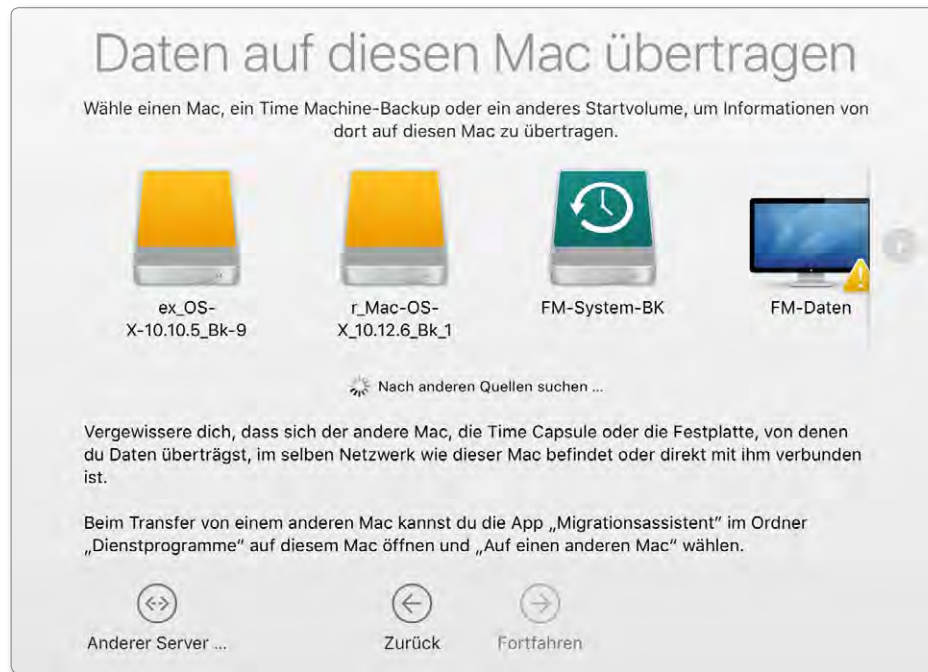 Daten auf diesen Mac übertragen
Wähle einen Mac, ein Time Machine-Backup oder ein anderes Startvolume, um Informationen von
dort auf diesen Mac zu übertragen.
ex_OS-
X-10.10.5_Bk-9
r_Mac-OS-
X_10.12.6_Bk_1
FM-System-BK
FM-Daten
Nach anderen Quellen suchen ...
Vergewissere dich, dass sich der andere Mac, die Time Capsule oder die Festplatte, von denen
du Daten überträgst, im selben Netzwerk wie dieser Mac befindet oder direkt mit ihm verbunden
ist.
Beim Transfer von einem anderen Mac kannst du die App „Migrationsassistent“ im Ordner
„Dienstprogramme“ auf diesem Mac öffnen und „Auf einen anderen Mac“ wählen.
Anderer Server ...
Zurück
Fortfahren